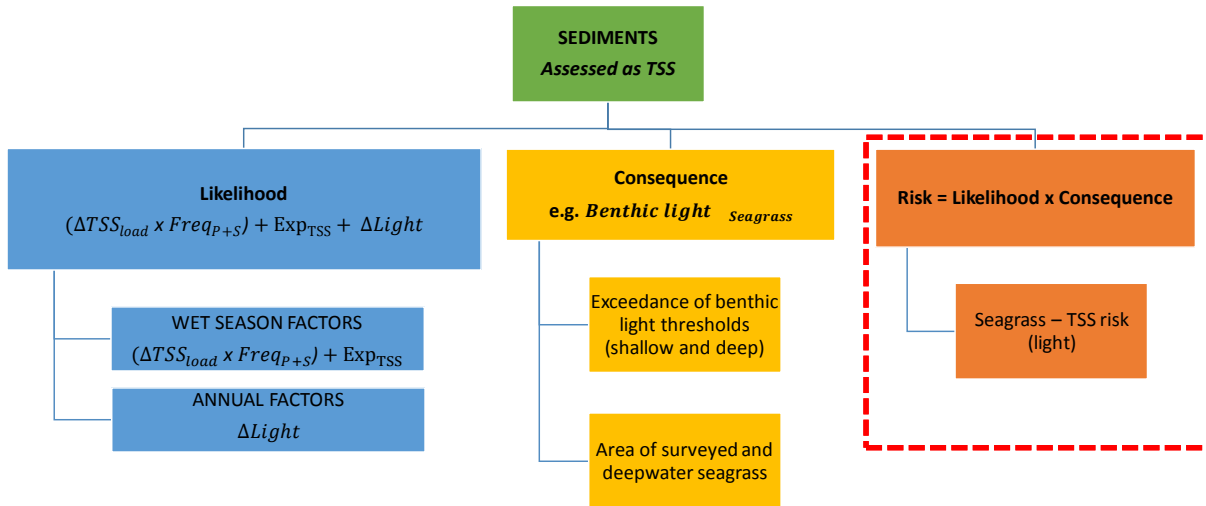 SEDIMENTS
Assessed as TSS
Likelihood
(ΔTSS_load x Freq_P+S) + Exp_TSS + ΔLight
WET SEASON FACTORS
(ΔTSS_load x Freq_P+S) + Exp_TSS
ANNUAL FACTORS
ΔLight
Consequence
e.g. Benthic light _Seagrass
Exceedance of benthic
light thresholds
(shallow and deep)
Area of surveyed and
deepwater seagrass
Risk = Likelihood x Consequence
Seagrass – TSS risk
(light)